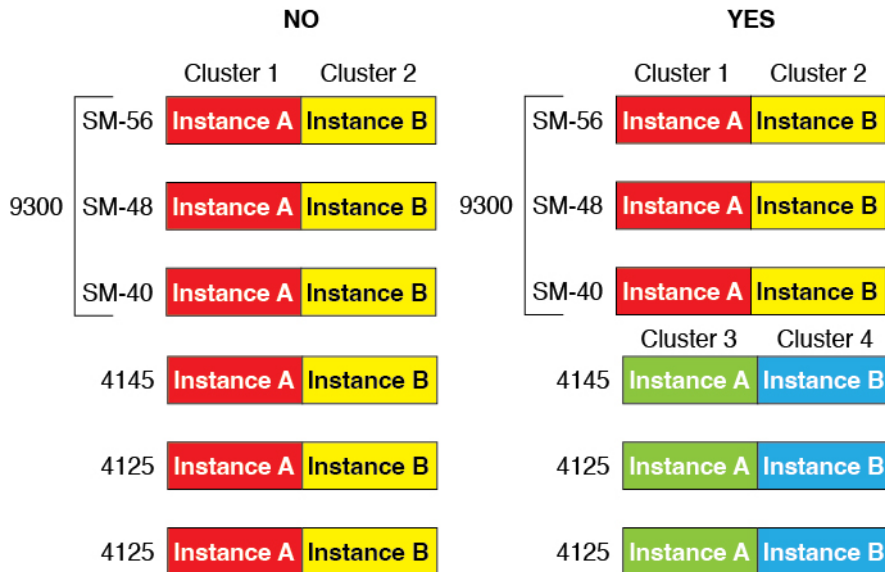 NO YES
Cluster 1 Cluster 2 Cluster 1 Cluster 2
SM-56 Instance A Instance B SM-56 Instance A Instance B
9300 SM-48 Instance A Instance B 9300 SM-48 Instance A Instance B
SM-40 Instance A Instance B SM-40 Instance A Instance B
Cluster 3 Cluster 4
4145 Instance A Instance B 4145 Instance A Instance B
4125 Instance A Instance B 4125 Instance A Instance B
4125 Instance A Instance B 4125 Instance A Instance B